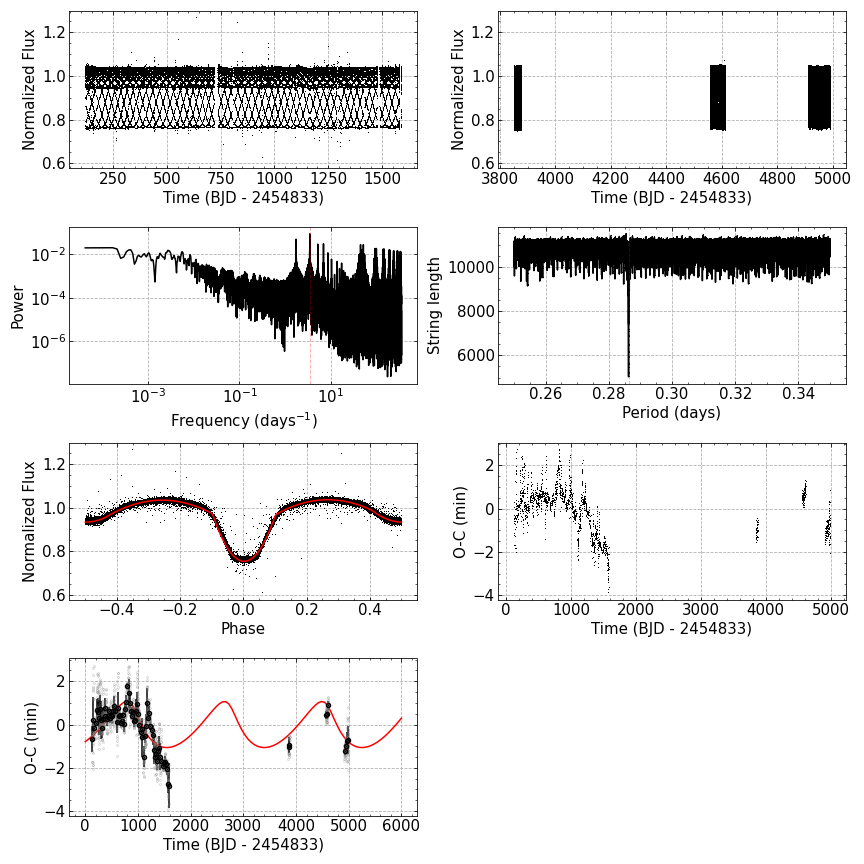 Normalized Flux
1.2
1.0
0.8
0.6
250 500 750 1000 1250 1500
Time (BJD - 2454833)
Normalized Flux
1.2
1.0
0.8
0.6
3800 4000 4200 4400 4600 4800 5000
Time (BJD - 2454833)
Power
10⁻²
10⁻⁴
10⁻⁶
10⁻³ 10⁻¹ 10¹
Frequency (days⁻¹)
String length
10000
8000
6000
0.26 0.28 0.30 0.32 0.34
Period (days)
Normalized Flux
1.2
1.0
0.8
0.6
−0.4 −0.2 0.0 0.2 0.4
Phase
O-C (min)
2
0
−2
−4
0 1000 2000 3000 4000 5000
Time (BJD - 2454833)
O-C (min)
2
0
−2
−4
0 1000 2000 3000 4000 5000 6000
Time (BJD - 2454833)